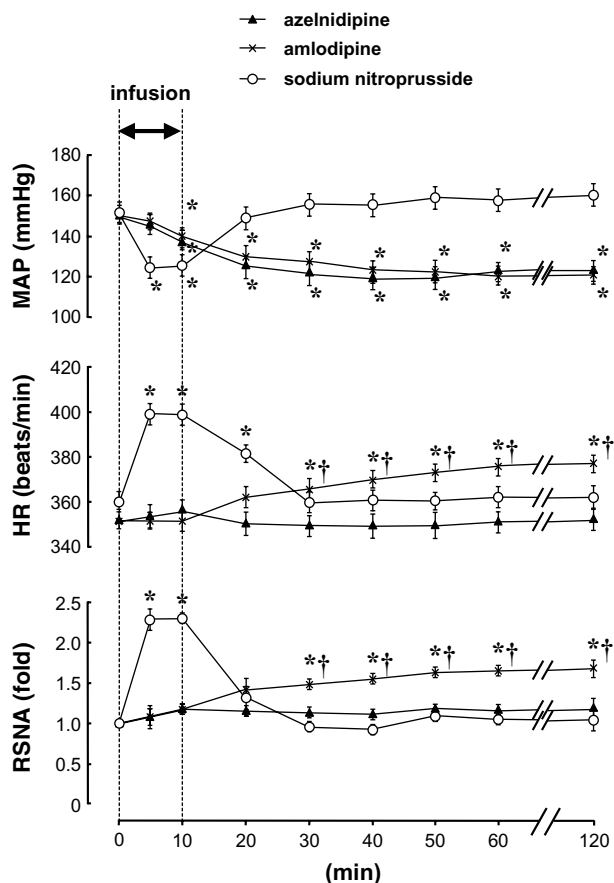 azelnidipine
amlodipine
sodium nitroprusside
infusion
MAP (mmHg)
180
160
140
120
100
* * * * * * * *
* * * * * * * * *
HR (beats/min)
420
400
380
360
340
* * * *† *† *† *† *†
RSNA (fold)
2.5
2.0
1.5
1.0
0.5
0
* * *† *† *† *† *†
0 10 20 30 40 50 60 120
(min)